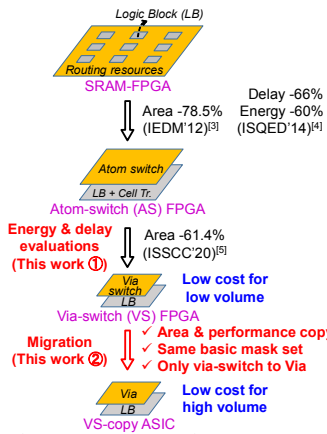 Logic Block (LB)
Routing resources
SRAM-FPGA
Area -78.5%
(IEDM'12)[3]
Delay -66%
Energy -60%
(ISQED'14)[4]
Atom switch
LB + Cell Tr.
Atom-switch (AS) FPGA
Energy & delay
evaluations
(This work ①)
Area -61.4%
(ISSCC'20)[5]
Via
switch
LB
Low cost for
low volume
Via-switch (VS) FPGA
Migration
(This work ②)
✓ Area & performance copy
✓ Same basic mask set
✓ Only via-switch to Via
Via
LB
Low cost for
high volume
VS-copy ASIC